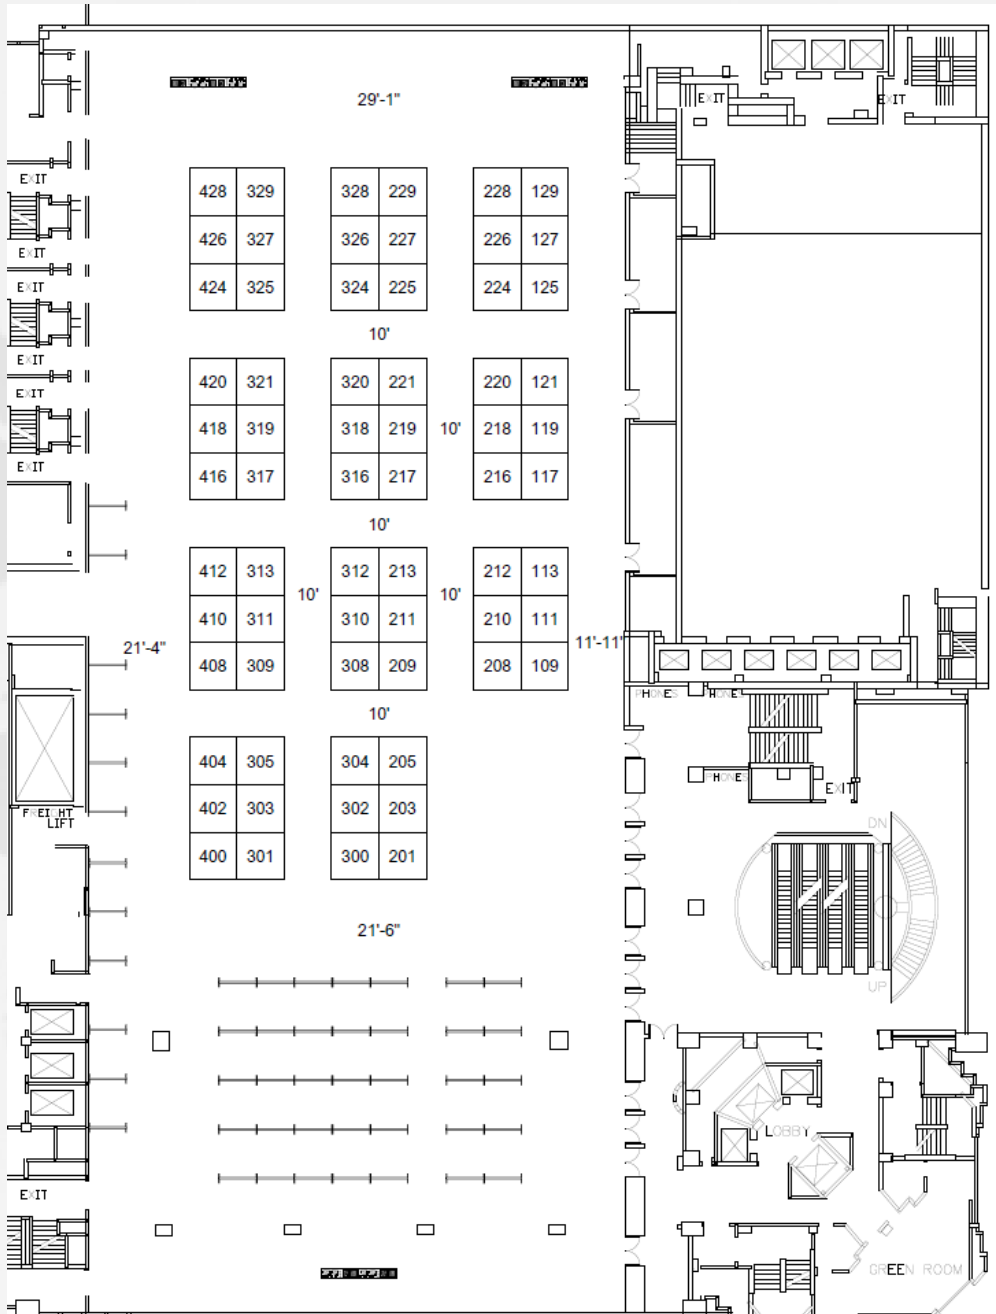 EXIT EXIT
29'-1"
EXIT
428 329 328 229 228 129
426 327 326 227 226 127
EXIT
424 325 324 225 224 125
EXIT
10'
EXIT
420 321 320 221 220 121
EXIT
418 319 318 219 10' 218 119
EXIT
416 317 316 217 216 117
10'
412 313 312 213 212 113
10' 10'
410 311 310 211 210 111
21'-4" 11'-11"
408 309 308 209 208 109
PHONES PHONES
10'
404 305 304 205
PHONES
EXIT
402 303 302 203
FREIGHT
LIFT
DN
400 301 300 201
21'-6"
UP
LOBBY
EXIT
GREEN ROOM